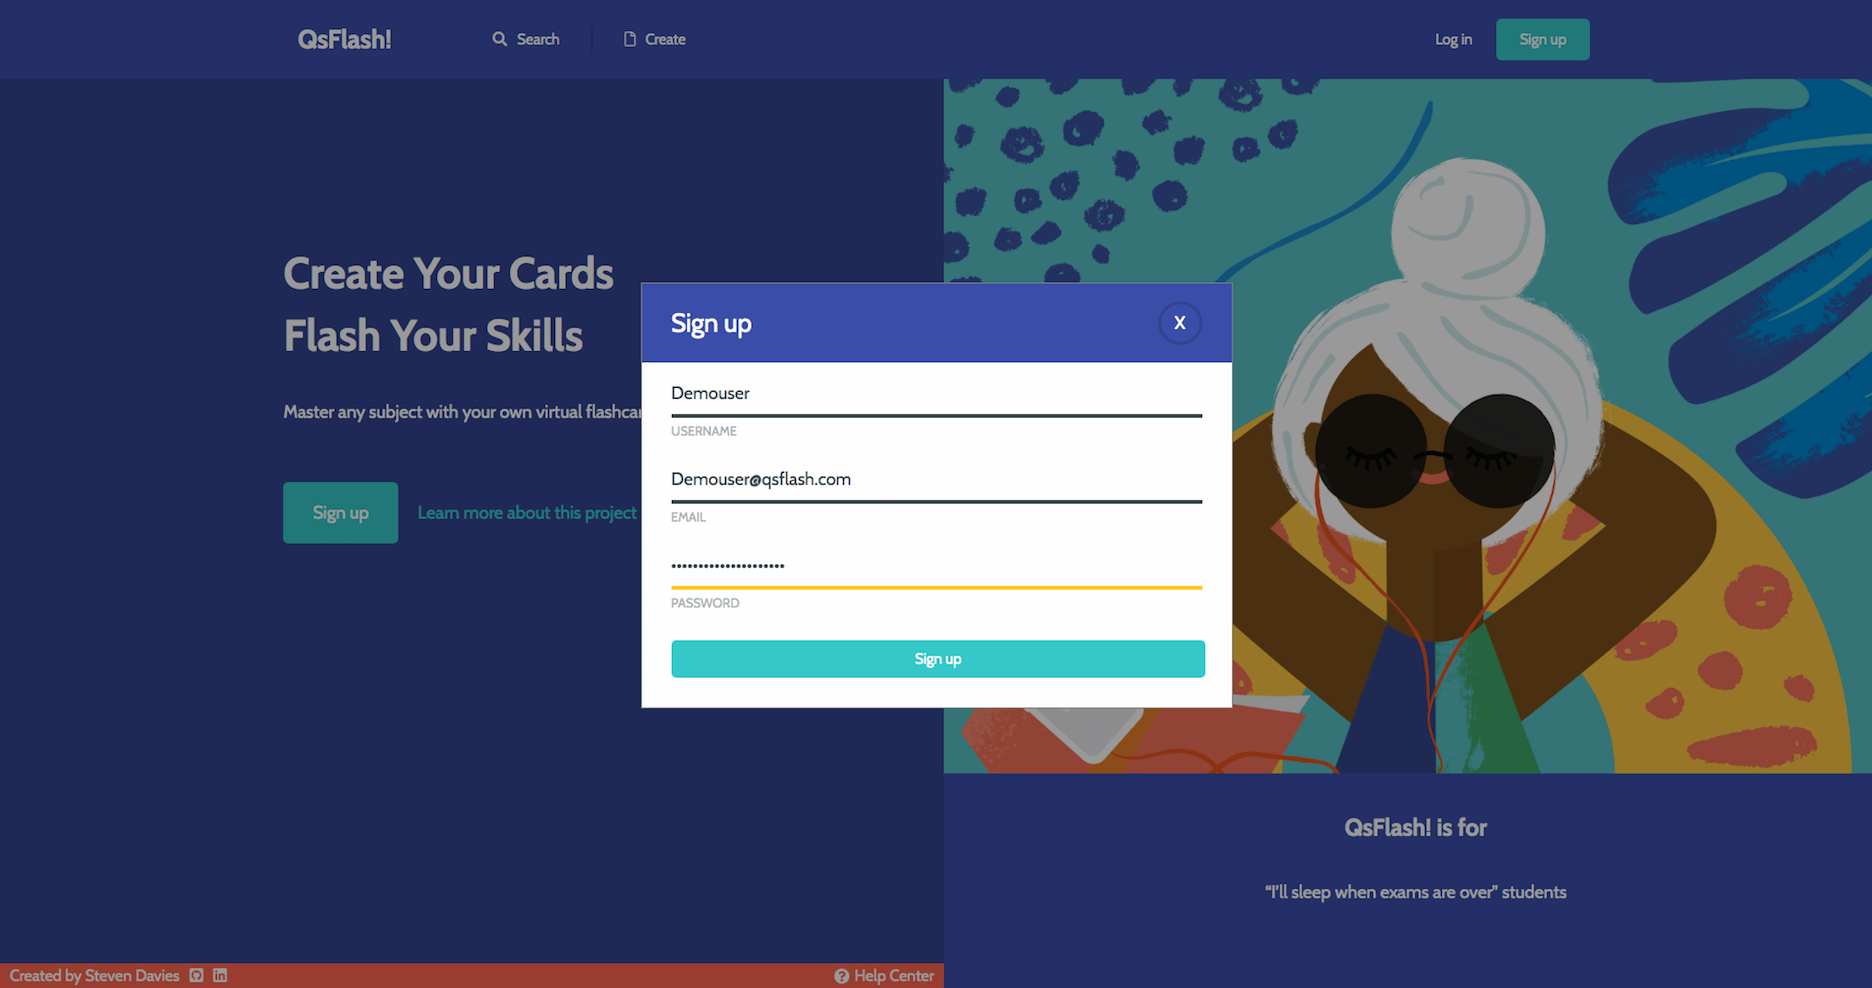 QsFlash!
Search
Create
Log in
Sign up
Create Your Cards
Flash Your Skills
Master any subject with your own virtual
Sign up
Learn more about this project
Sign up
X
Demouser
USERNAME
Demouser@qsflash.com
EMAIL
•••••••••••••••••••••
PASSWORD
Sign up
QsFlash! is for
“I’ll sleep when exams are over” students
Created by Steven Davies
Help Center